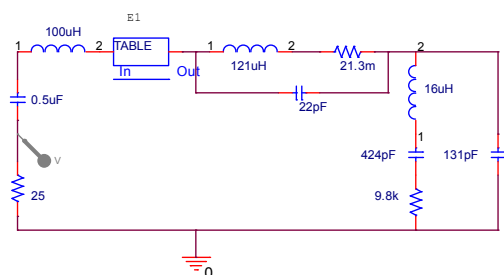 E1
100uH
1
2
TABLE
In
Out
1
2
121uH
21.3m
22pF
2
16uH
1
0.5uF
V
424pF
131pF
25
9.8k
0